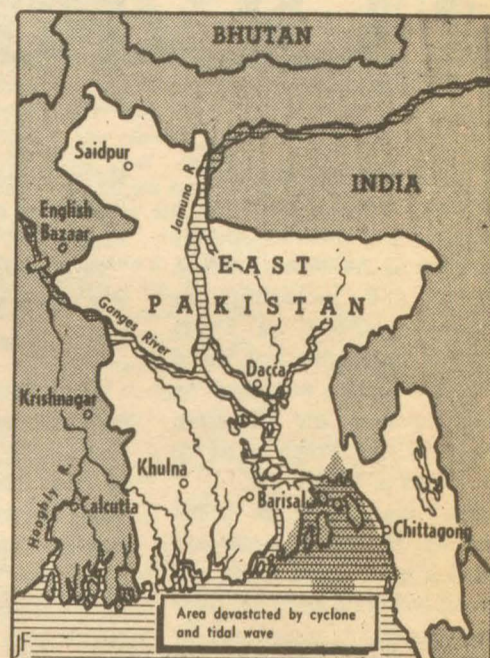 BHUTAN
Saidpur
Jamuna R
INDIA
English
Bazaar
EAST
PAKISTAN
Ganges River
Dacca
Krishnagar
Khulna
Barisal
Hooghly R.
Calcutta
Chittagong
Area devastated by cyclone
and tidal wave
JF